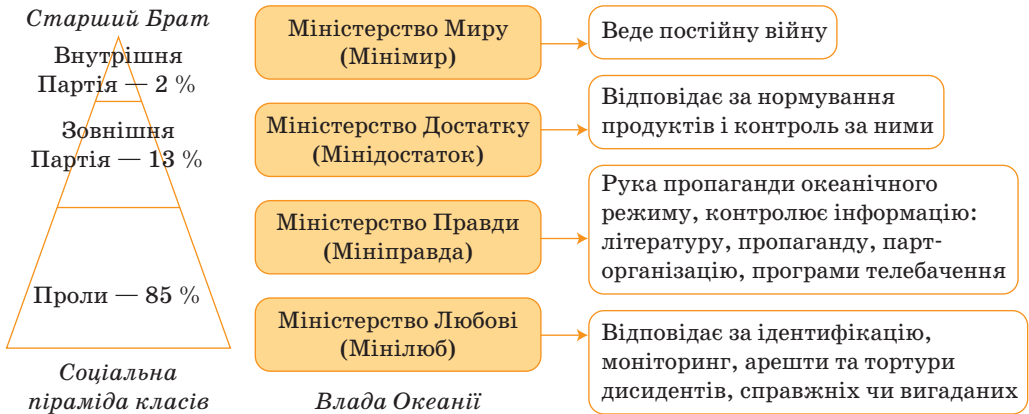 Старший Брат
Внутрішня
Партія — 2 %
Зовнішня
Партія — 13 %
Проли — 85 %
Соціальна
піраміда класів
Міністерство Миру
(Мінімир)
Веде постійну війну
Міністерство Достатку
(Мінідостаток)
Відповідає за нормування
продуктів і контроль за ними
Міністерство Правди
(Мініправда)
Рука пропаганди океанічного
режиму, контролює інформацію:
літературу, пропаганду, парт-
організацію, програми телебачення
Міністерство Любові
(Мінілюб)
Відповідає за ідентифікацію,
моніторинг, арешти та тортури
дисидентів, справжніх чи вигаданих
Влада Океанії